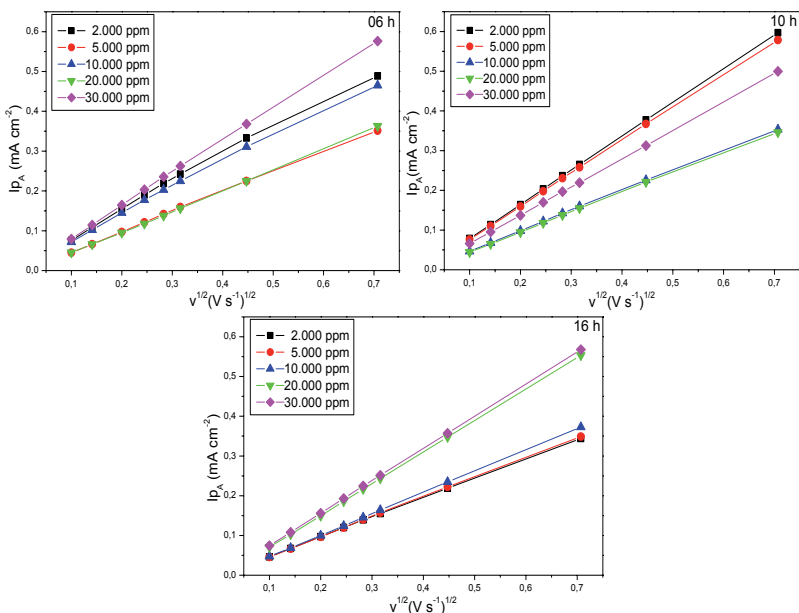 06 h
2.000 ppm
5.000 ppm
10.000 ppm
20.000 ppm
30.000 ppm
Ip_A (mA cm^-2)
0,6
0,5
0,4
0,3
0,2
0,1
0,0
0,1 0,2 0,3 0,4 0,5 0,6 0,7
v^1/2(V s^-1)^1/2
10 h
2.000 ppm
5.000 ppm
10.000 ppm
20.000 ppm
30.000 ppm
Ip_A (mA cm^-2)
0,6
0,5
0,4
0,3
0,2
0,1
0,0
0,1 0,2 0,3 0,4 0,5 0,6 0,7
v^1/2(V s^-1)^1/2
16 h
2.000 ppm
5.000 ppm
10.000 ppm
20.000 ppm
30.000 ppm
Ip_A (mA cm^-2)
0,6
0,5
0,4
0,3
0,2
0,1
0,0
0,1 0,2 0,3 0,4 0,5 0,6 0,7
v^1/2(V s^-1)^1/2